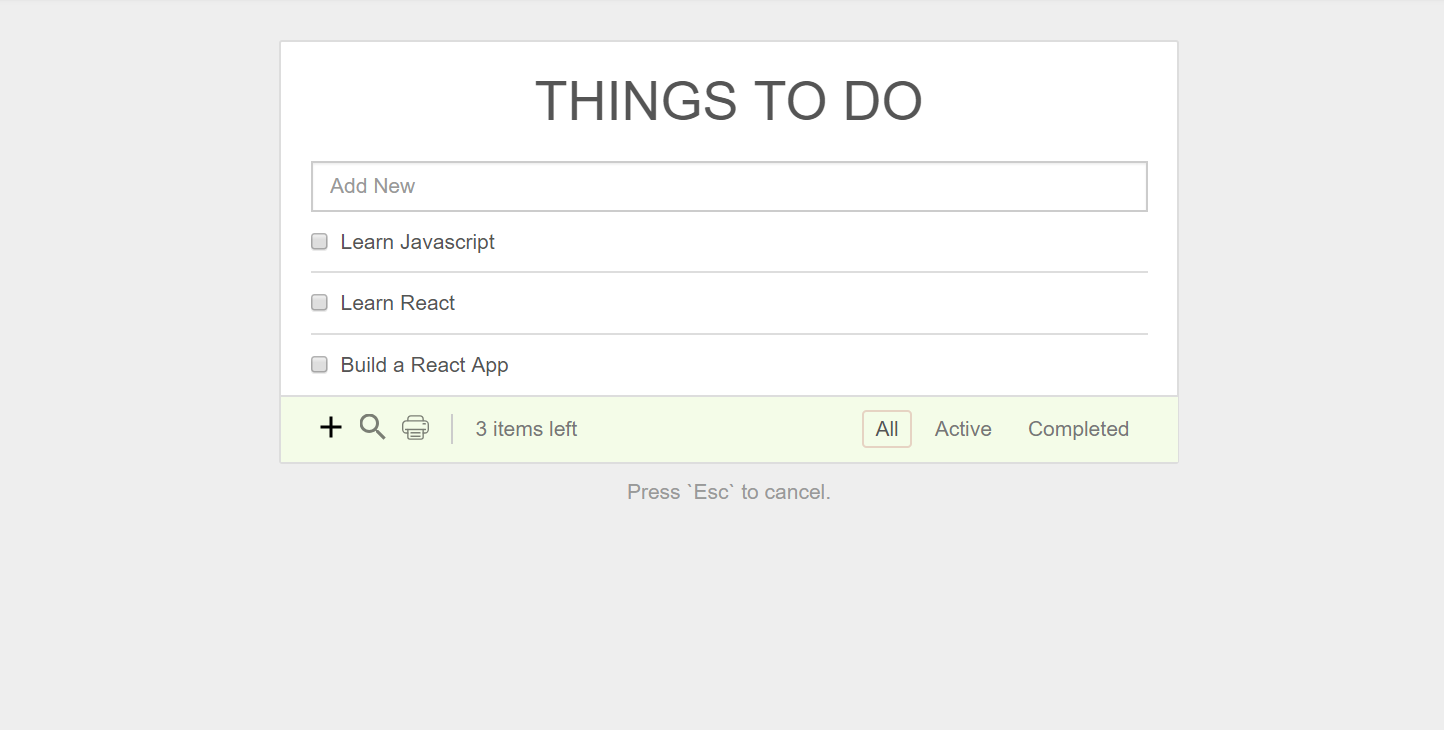 THINGS TO DO
Add New
Learn Javascript
Learn React
Build a React App
3 items left All Active Completed
Press `Esc` to cancel.